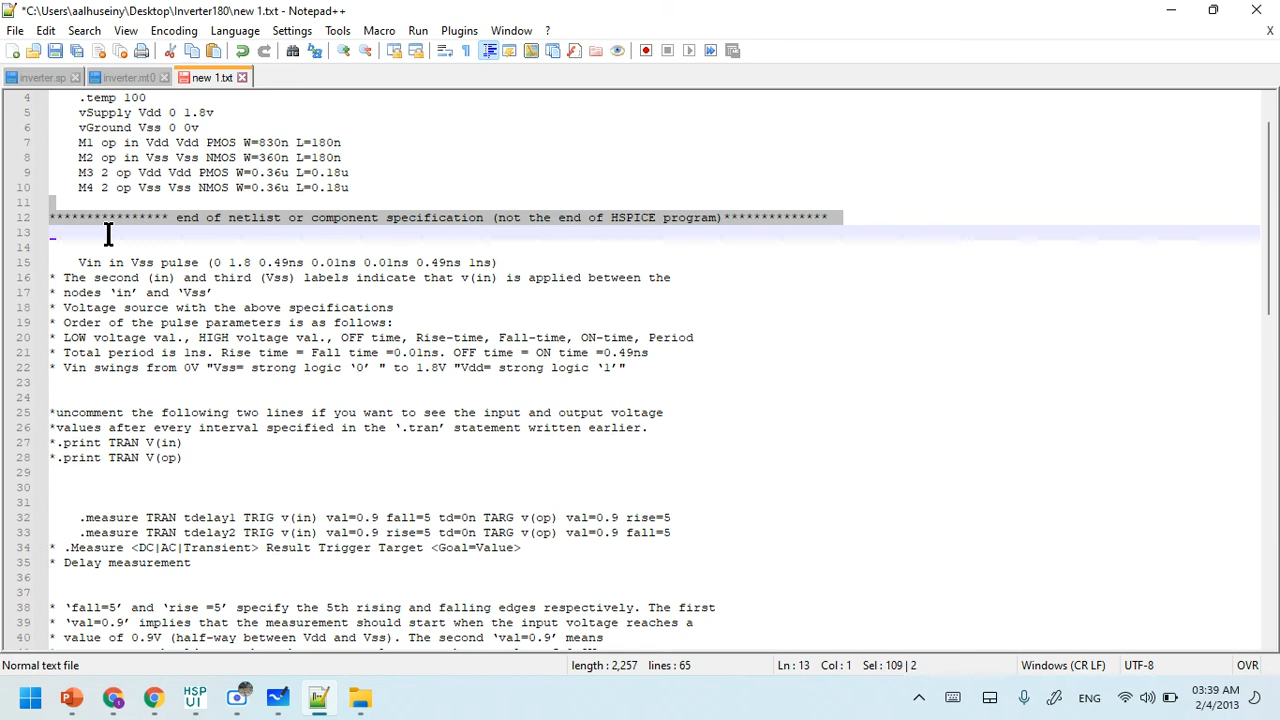 *C:\Users\aalhuseiny\Desktop\Inverter180\new 1.txt - Notepad++
File Edit Search View Encoding Language Settings Tools Macro Run Plugins Window ? X
inverter.sp inverter.mt0 new 1.txt
4 .temp 100
5 vSupply Vdd 0 1.8v
6 vGround Vss 0 0v
7 M1 op in Vdd Vdd PMOS W=830n L=180n
8 M2 op in Vss Vss NMOS W=360n L=180n
9 M3 2 op Vdd Vdd PMOS W=0.36u L=0.18u
10 M4 2 op Vss Vss NMOS W=0.36u L=0.18u
11
12 **************** end of netlist or component specification (not the end of HSPICE program)**************
13
14
15 Vin in Vss pulse (0 1.8 0.49ns 0.01ns 0.01ns 0.49ns 1ns)
16 * The second (in) and third (Vss) labels indicate that v(in) is applied between the
17 * nodes ‘in’ and ‘Vss’
18 * Voltage source with the above specifications
19 * Order of the pulse parameters is as follows:
20 * LOW voltage val., HIGH voltage val., OFF time, Rise-time, Fall-time, ON-time, Period
21 * Total period is 1ns. Rise time = Fall time =0.01ns. OFF time = ON time =0.49ns
22 * Vin swings from 0V "Vss= strong logic ‘0’ " to 1.8V "Vdd= strong logic ‘1’"
23
24
25 *uncomment the following two lines if you want to see the input and output voltage
26 *values after every interval specified in the ‘.tran’ statement written earlier.
27 *.print TRAN V(in)
28 *.print TRAN V(op)
29
30
31
32 .measure TRAN tdelay1 TRIG v(in) val=0.9 fall=5 td=0n TARG v(op) val=0.9 rise=5
33 .measure TRAN tdelay2 TRIG v(in) val=0.9 rise=5 td=0n TARG v(op) val=0.9 fall=5
34 * .Measure <DC|AC|Transient> Result Trigger Target <Goal=Value>
35 * Delay measurement
36
37
38 * ‘fall=5’ and ‘rise =5’ specify the 5th rising and falling edges respectively. The first
39 * ‘val=0.9’ implies that the measurement should start when the input voltage reaches a
40 * value of 0.9V (half-way between Vdd and Vss). The second ‘val=0.9’ means
Normal text file length : 2,257 lines : 65 Ln : 13 Col : 1 Sel : 109 | 2 Windows (CR LF) UTF-8 OVR
HSP UI ENG 03:39 AM
2/4/2013